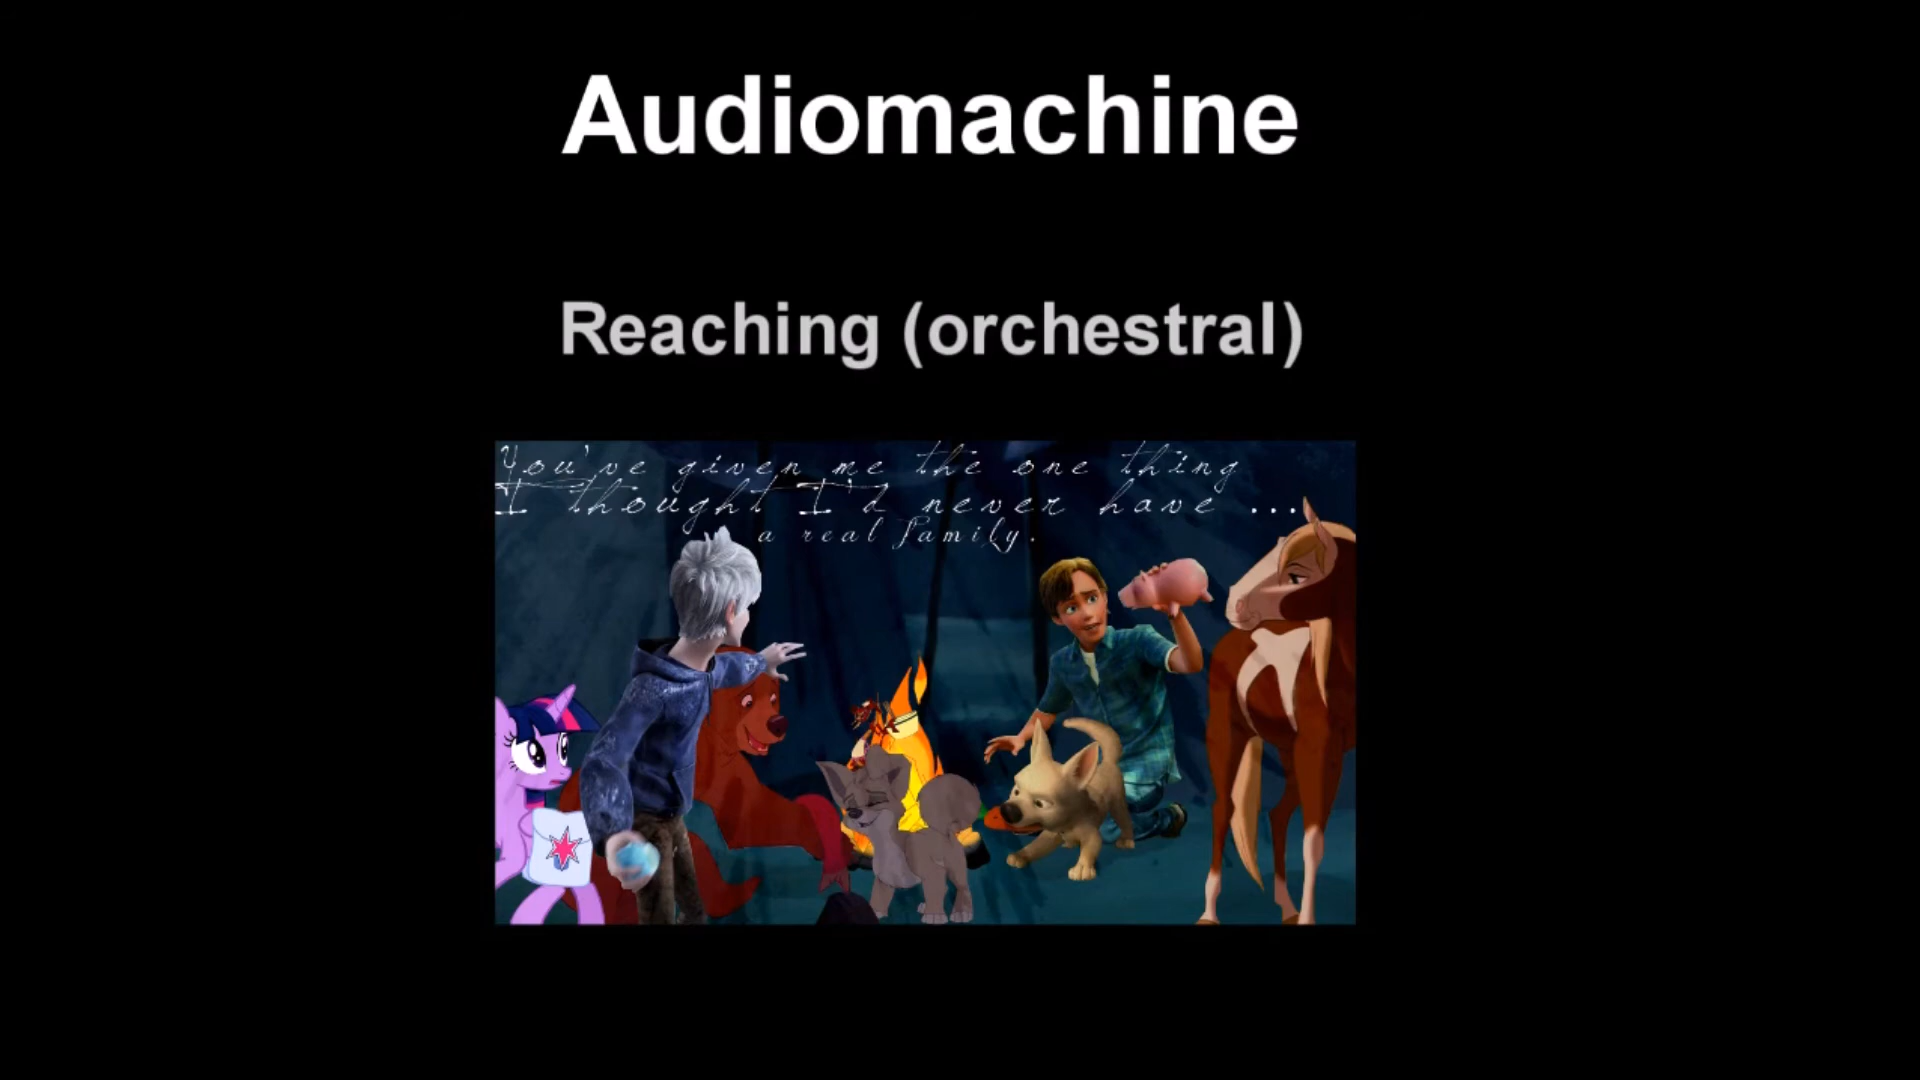 Audiomachine
Reaching (orchestral)
You've given me the one thing
I thought I'd never have ...
a real family.